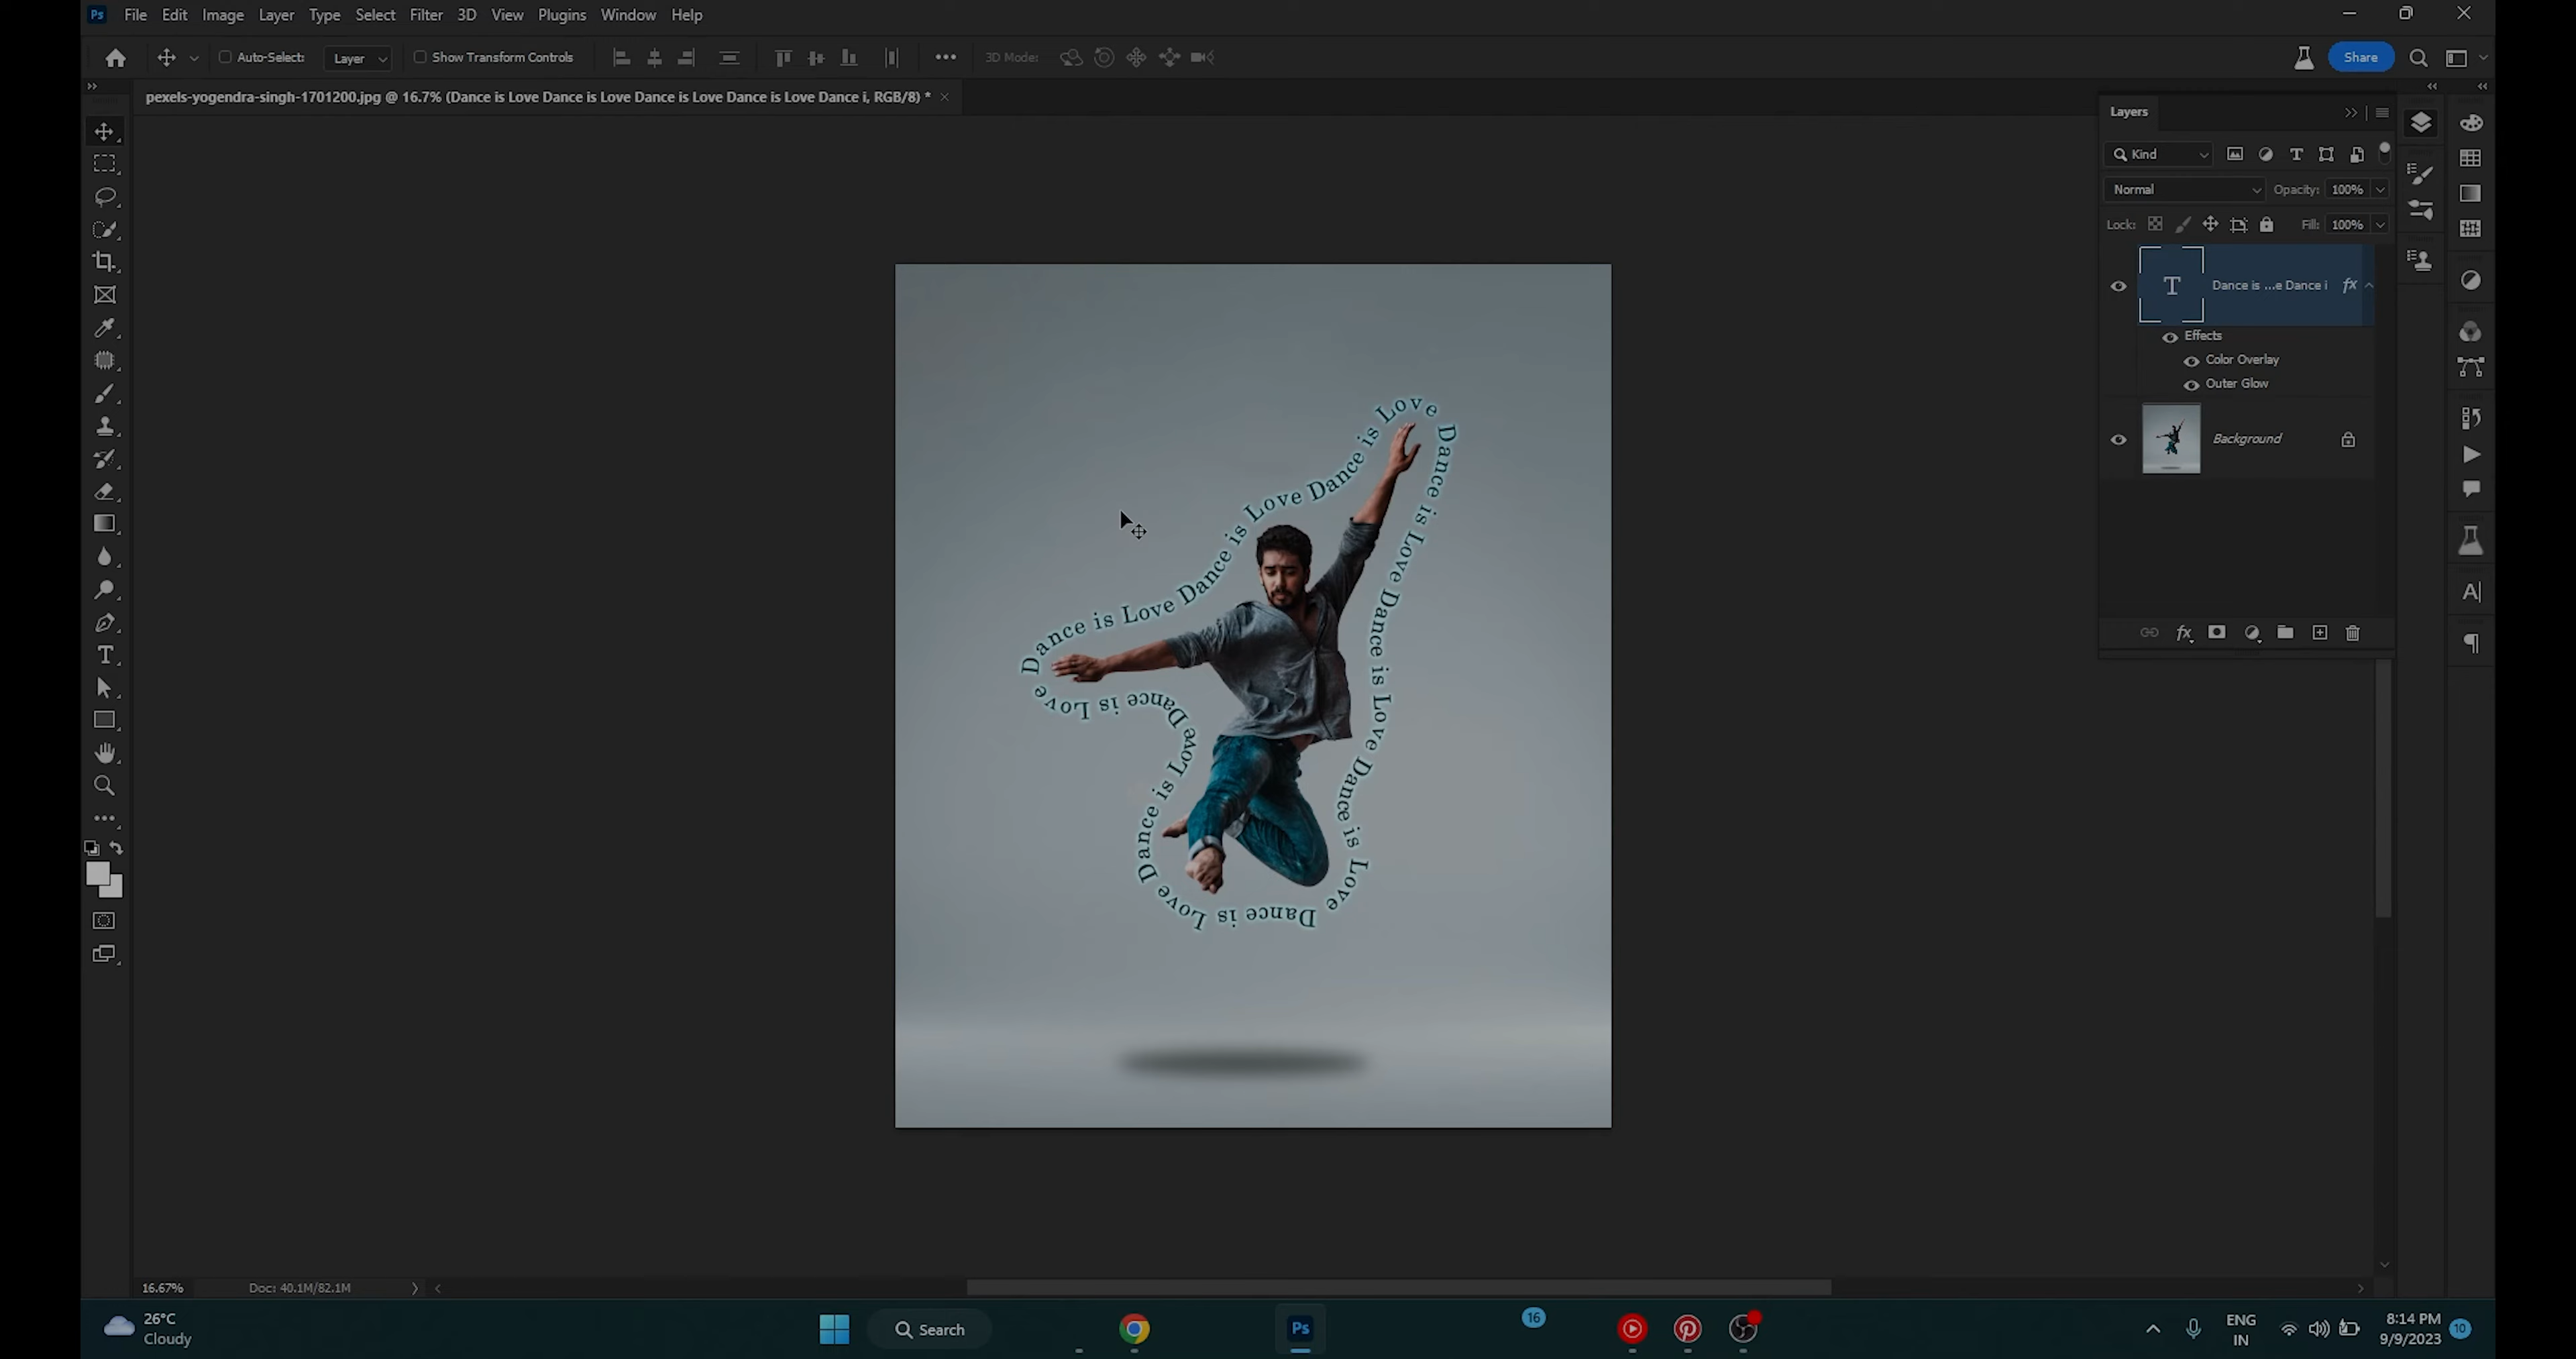 Ps File Edit Image Layer Type Select Filter 3D View Plugins Window Help
Auto-Select: Layer Show Transform Controls 3D Mode: Share
pexels-yogendra-singh-1701200.jpg @ 16.7% (Dance is Love Dance is Love Dance is Love Dance is Love Dance i, RGB/8) *
Layers
Kind
Normal Opacity: 100%
Lock: Fill: 100%
T Dance is ...e Dance i fx
Effects
Color Overlay
Outer Glow
Background
Dance is Love Dance is Love Dance is Love Dance is Love Dance is Love Dance is Love Dance is Love Dance is Love Dance is Love Dance is Love
16.67% Doc: 40.1M/82.1M
26°C
Cloudy
Search
Ps
16
ENG
IN
8:14 PM
9/9/2023
10